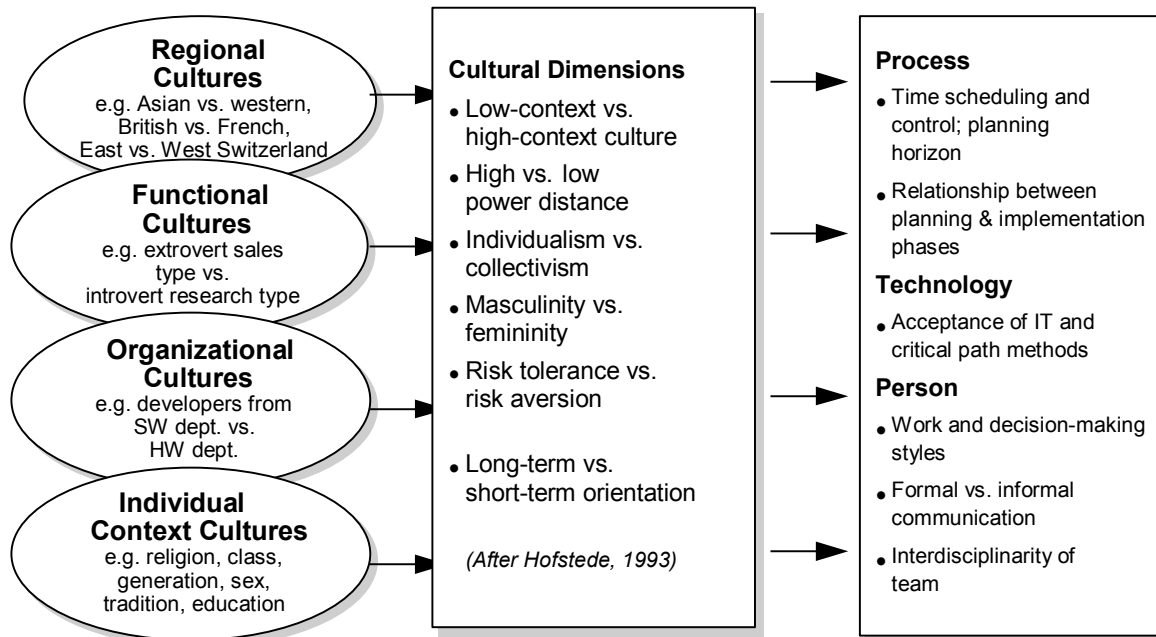 Regional
Cultures
e.g. Asian vs. western,
British vs. French,
East vs. West Switzerland
Functional
Cultures
e.g. extrovert sales
type vs.
introvert research type
Organizational
Cultures
e.g. developers from
SW dept. vs.
HW dept.
Individual
Context Cultures
e.g. religion, class,
generation, sex,
tradition, education
Cultural Dimensions
• Low-context vs.
high-context culture
• High vs. low
power distance
• Individualism vs.
collectivism
• Masculinity vs.
femininity
• Risk tolerance vs.
risk aversion
• Long-term vs.
short-term orientation
(After Hofstede, 1993)
Process
• Time scheduling and
control; planning
horizon
• Relationship between
planning & implementation
phases
Technology
• Acceptance of IT and
critical path methods
Person
• Work and decision-making
styles
• Formal vs. informal
communication
• Interdisciplinarity of
team